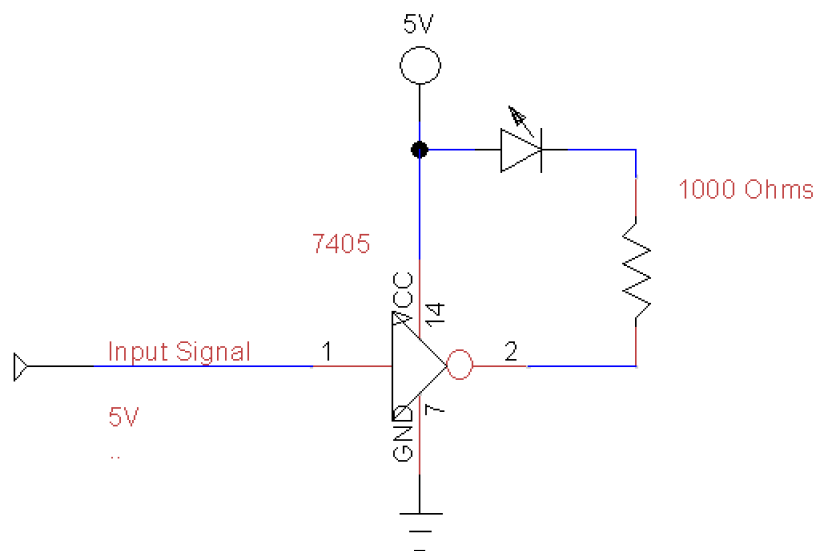 5V
1000 Ohms
7405
VCC
14
Input Signal
1
2
5V
GND
7
..